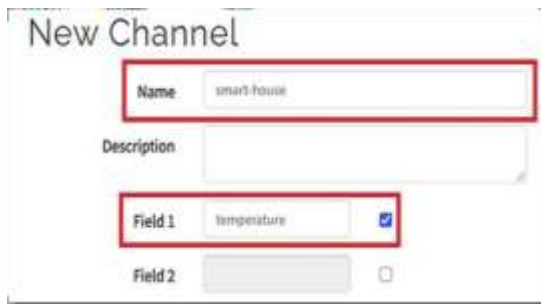 New Channel
Name smart-house
Description
Field 1 temperature
Field 2